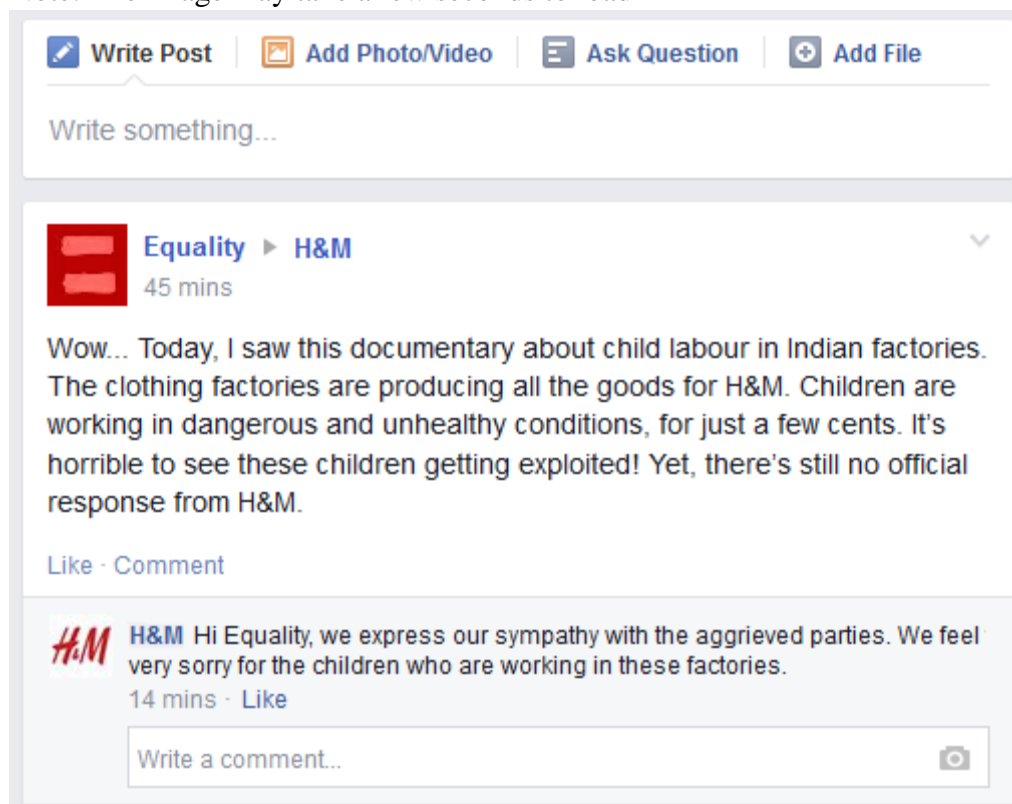 Write Post Add Photo/Video Ask Question Add File
Write something...
Equality H&M
45 mins
Wow... Today, I saw this documentary about child labour in Indian factories.
The clothing factories are producing all the goods for H&M. Children are
working in dangerous and unhealthy conditions, for just a few cents. It's
horrible to see these children getting exploited! Yet, there's still no official
response from H&M.
Like · Comment
H&M
H&M Hi Equality, we express our sympathy with the aggrieved parties. We feel
very sorry for the children who are working in these factories.
14 mins · Like
Write a comment...